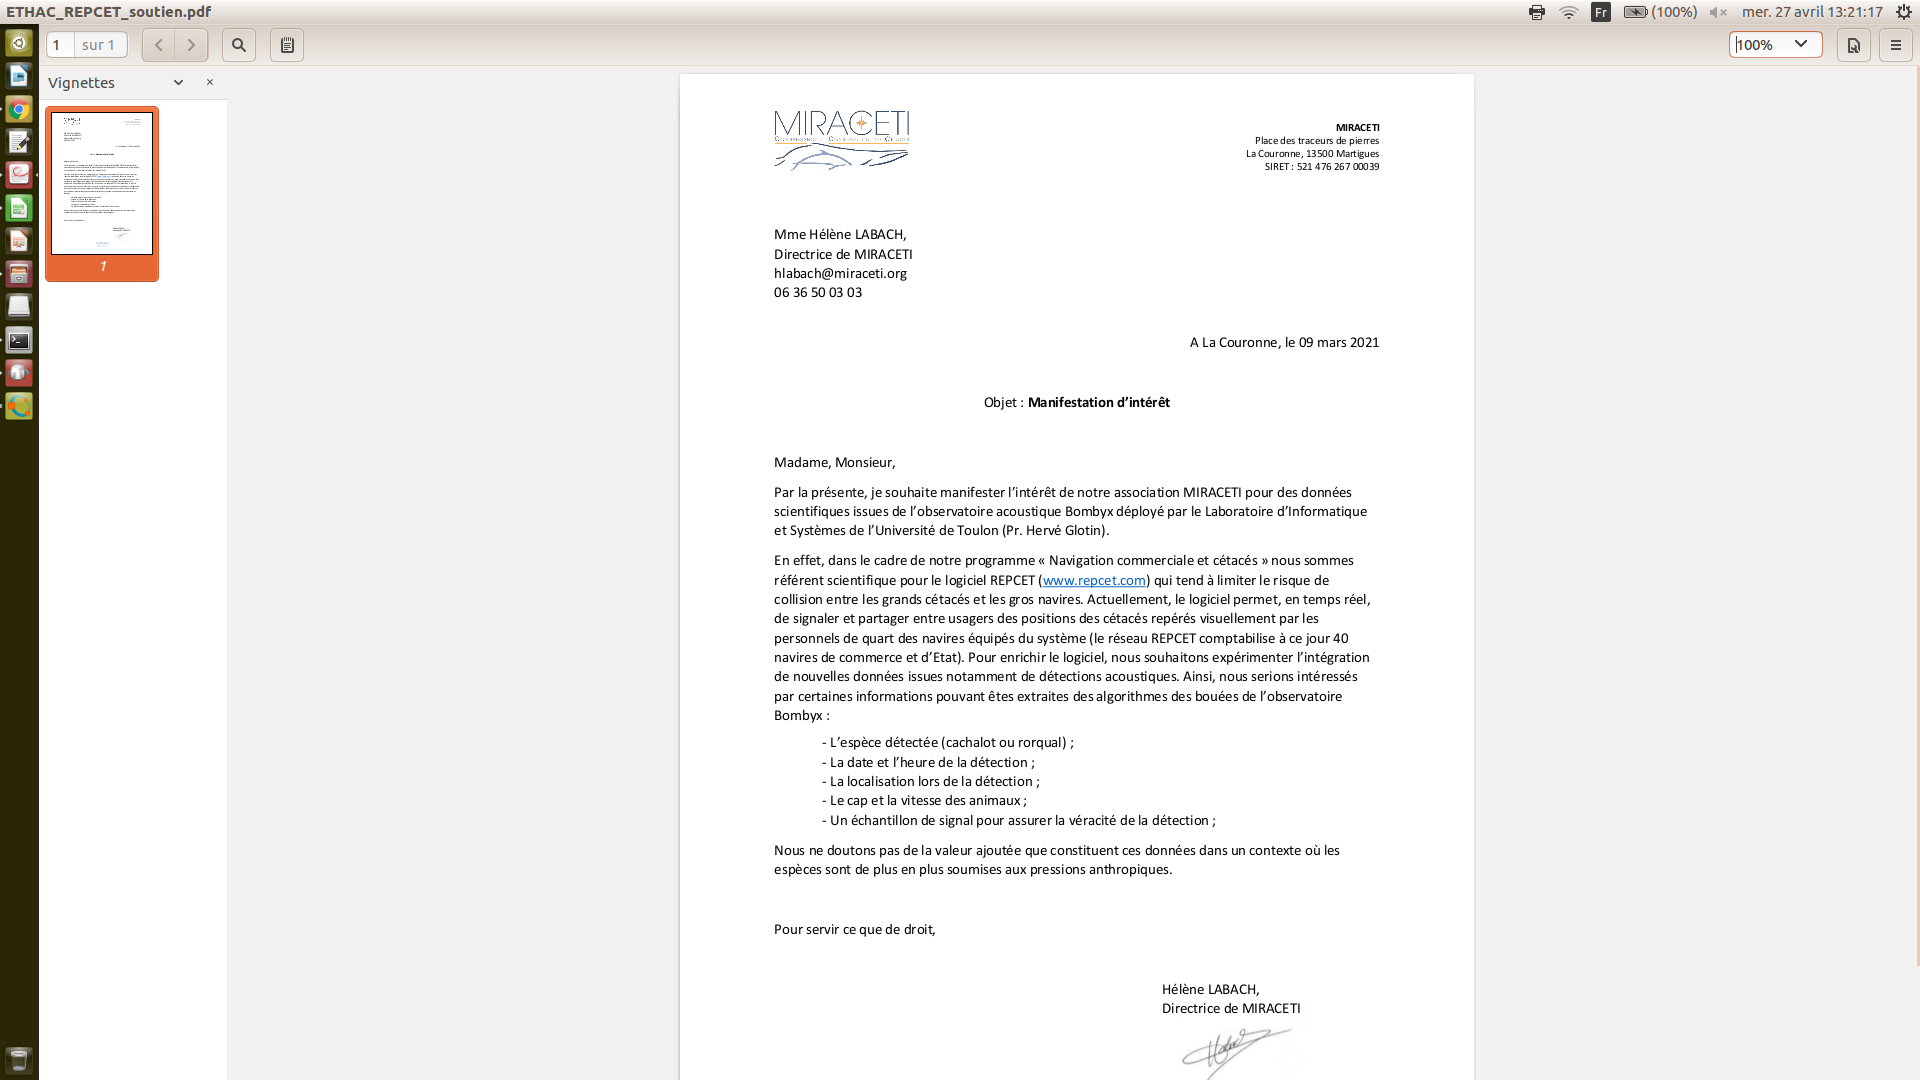 ETHAC_REPCET_soutien.pdf
Fr
(100%)
mer. 27 avril 13:21:17
1 sur 1
100%
Vignettes
1
MIRACETI
MIRACETI
Place des traceurs de pierres
La Couronne, 13500 Martigues
SIRET : 521 476 267 00039
Mme Hélène LABACH,
Directrice de MIRACETI
hlabach@miraceti.org
06 36 50 03 03
A La Couronne, le 09 mars 2021
Objet : Manifestation d’intérêt
Madame, Monsieur,
Par la présente, je souhaite manifester l’intérêt de notre association MIRACETI pour des données
scientifiques issues de l’observatoire acoustique Bombyx déployé par le Laboratoire d’Informatique
et Systèmes de l’Université de Toulon (Pr. Hervé Glotin).
En effet, dans le cadre de notre programme « Navigation commerciale et cétacés » nous sommes
référent scientifique pour le logiciel REPCET (www.repcet.com) qui tend à limiter le risque de
collision entre les grands cétacés et les gros navires. Actuellement, le logiciel permet, en temps réel,
de signaler et partager entre usagers des positions des cétacés repérés visuellement par les
personnels de quart des navires équipés du système (le réseau REPCET comptabilise à ce jour 40
navires de commerce et d’Etat). Pour enrichir le logiciel, nous souhaitons expérimenter l’intégration
de nouvelles données issues notamment de détections acoustiques. Ainsi, nous serions intéressés
par certaines informations pouvant êtes extraites des algorithmes des bouées de l’observatoire
Bombyx :
- L’espèce détectée (cachalot ou rorqual) ;
- La date et l’heure de la détection ;
- La localisation lors de la détection ;
- Le cap et la vitesse des animaux ;
- Un échantillon de signal pour assurer la véracité de la détection ;
Nous ne doutons pas de la valeur ajoutée que constituent ces données dans un contexte où les
espèces sont de plus en plus soumises aux pressions anthropiques.
Pour servir ce que de droit,
Hélène LABACH,
Directrice de MIRACETI